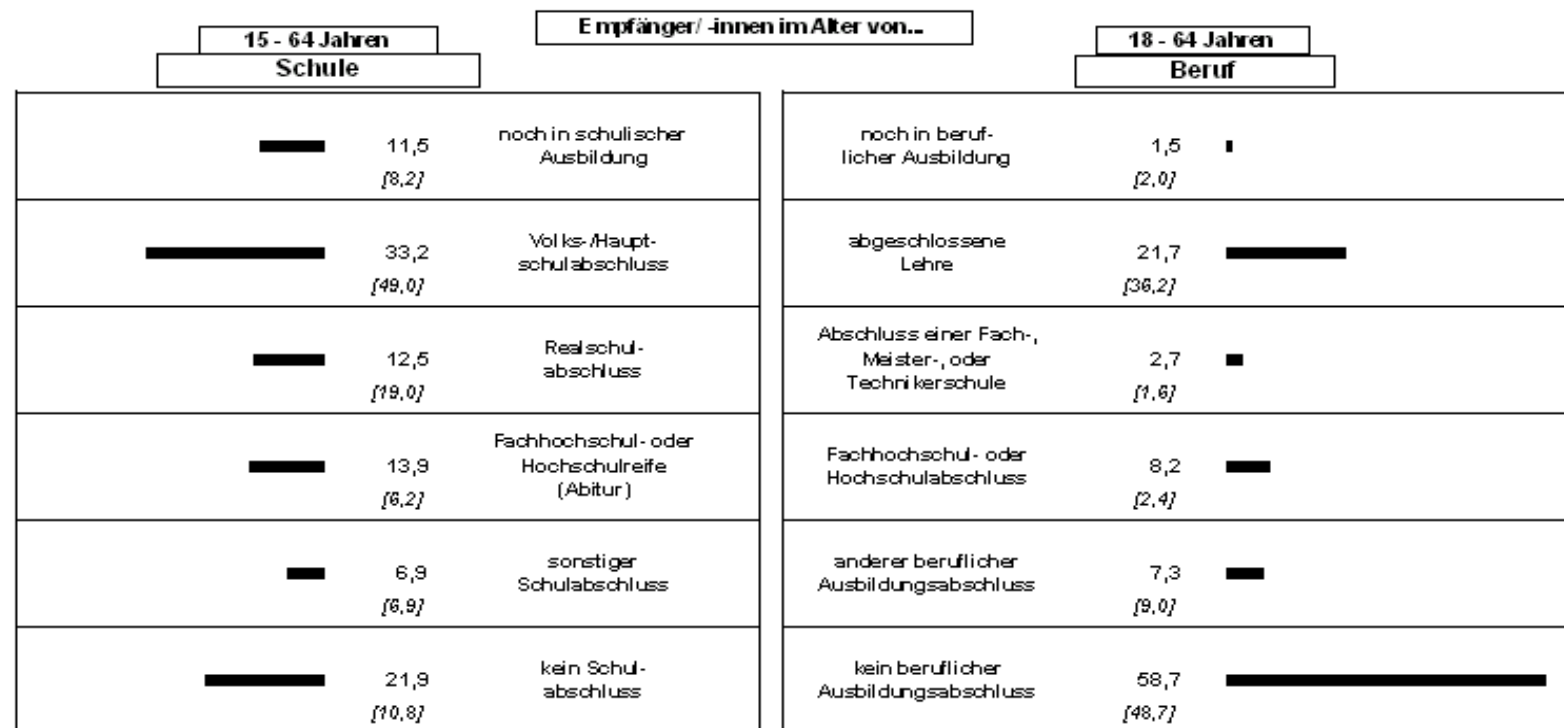 Empfänger/ -innen im Alter von...
15 - 64 Jahren
Schule
18 - 64 Jahren
Beruf
11,5
[8,2]
noch in schulischer
Ausbildung
noch in beruf-
licher Ausbildung
1,5
[2,0]
33,2
[49,0]
Volks-/Haupt-
schulabschluss
abgeschlossene
Lehre
21,7
[36,2]
12,5
[19,0]
Realschul-
abschluss
Abschluss einer Fach-,
Meister-, oder
Technikerschule
2,7
[1,6]
13,9
[6,2]
Fachhochschul- oder
Hochschulreife
(Abitur)
Fachhochschul- oder
Hochschulabschluss
8,2
[2,4]
6,9
[6,9]
sonstiger
Schulabschluss
anderer beruflicher
Ausbildungsabschluss
7,3
[9,0]
21,9
[10,8]
kein Schul-
abschluss
kein beruflicher
Ausbildungsabschluss
58,7
[48,7]